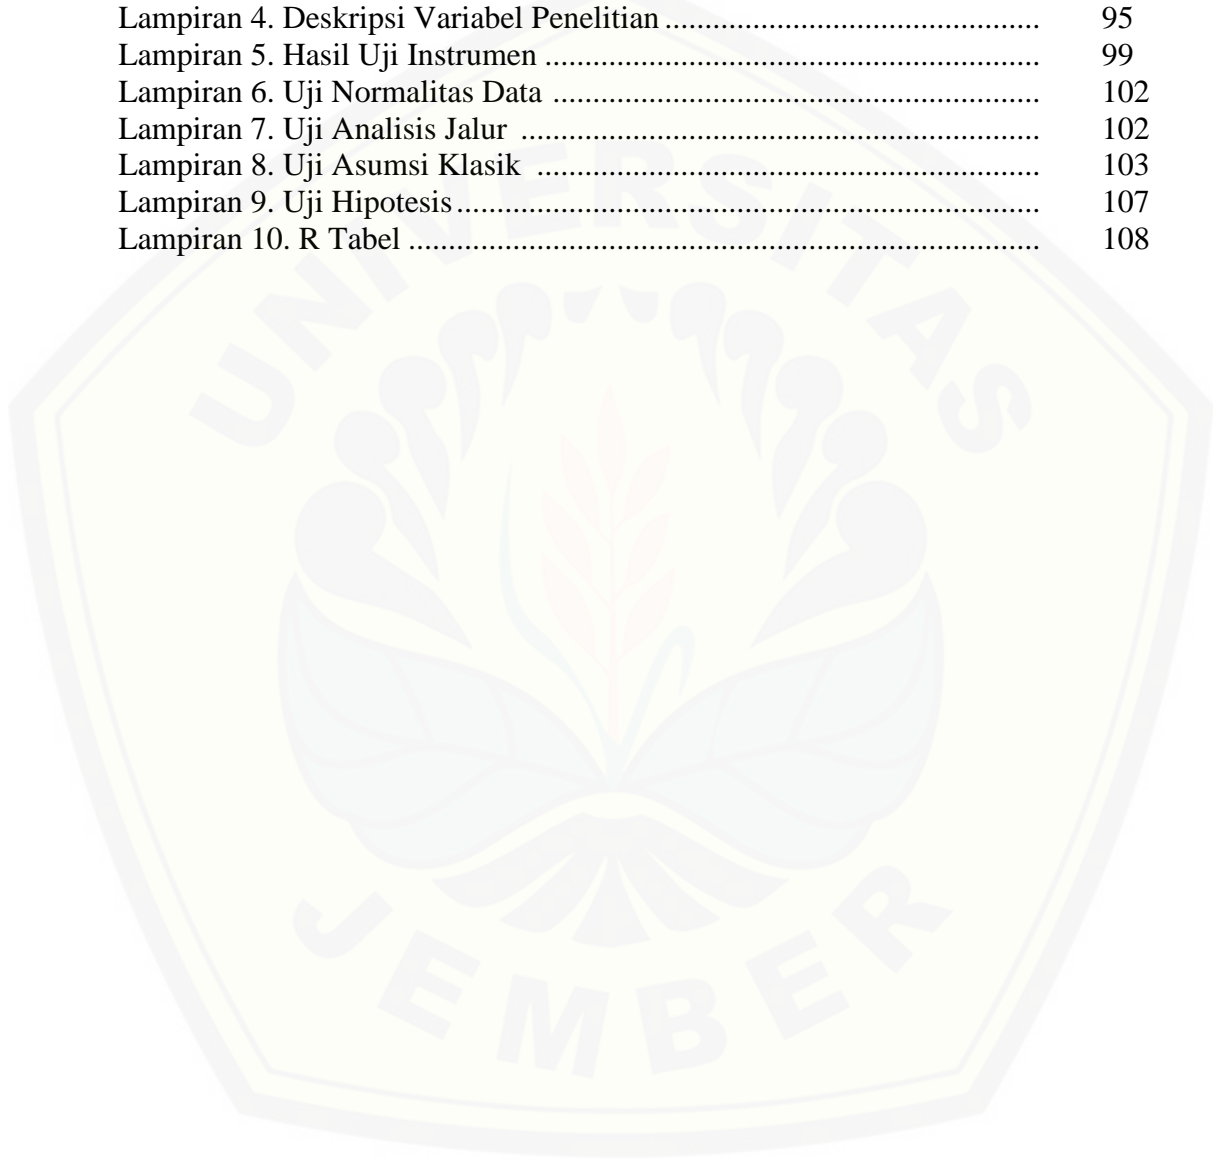 Lampiran 4. Deskripsi Variabel Penelitian ............................................... 95
Lampiran 5. Hasil Uji Instrumen .............................................................. 99
Lampiran 6. Uji Normalitas Data ............................................................. 102
Lampiran 7. Uji Analisis Jalur ................................................................. 102
Lampiran 8. Uji Asumsi Klasik ............................................................... 103
Lampiran 9. Uji Hipotesis......................................................................... 107
Lampiran 10. R Tabel ............................................................................... 108
UNIVERSITAS
JEMBER